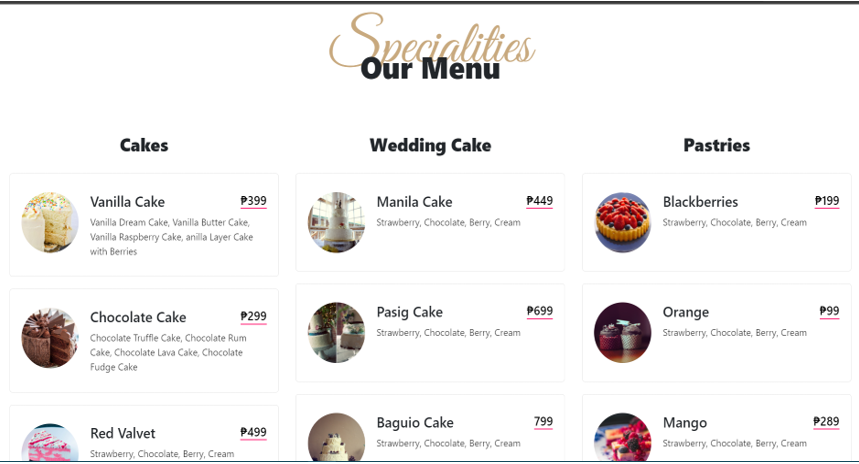 Specialities
Our Menu
Cakes
Vanilla Cake ₱399
Vanilla Dream Cake, Vanilla Butter Cake,
Vanilla Raspberry Cake, anilla Layer Cake
with Berries
Chocolate Cake ₱299
Chocolate Truffle Cake, Chocolate Rum
Cake, Chocolate Lava Cake, Chocolate
Fudge Cake
Red Valvet ₱499
Strawberry, Chocolate, Berry, Cream
Wedding Cake
Manila Cake ₱449
Strawberry, Chocolate, Berry, Cream
Pasig Cake ₱699
Strawberry, Chocolate, Berry, Cream
Baguio Cake 799
Strawberry, Chocolate, Berry, Cream
Pastries
Blackberries ₱199
Strawberry, Chocolate, Berry, Cream
Orange ₱99
Strawberry, Chocolate, Berry, Cream
Mango ₱289
Strawberry, Chocolate, Berry, Cream